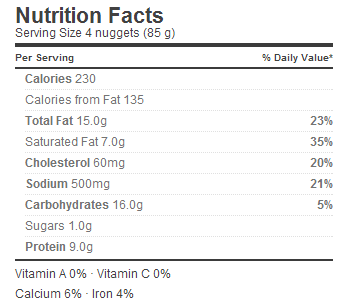 Nutrition Facts
Serving Size 4 nuggets (85 g)
Per Serving % Daily Value*
Calories 230
Calories from Fat 135
Total Fat 15.0g 23%
Saturated Fat 7.0g 35%
Cholesterol 60mg 20%
Sodium 500mg 21%
Carbohydrates 16.0g 5%
Sugars 1.0g
Protein 9.0g
Vitamin A 0% · Vitamin C 0%
Calcium 6% · Iron 4%